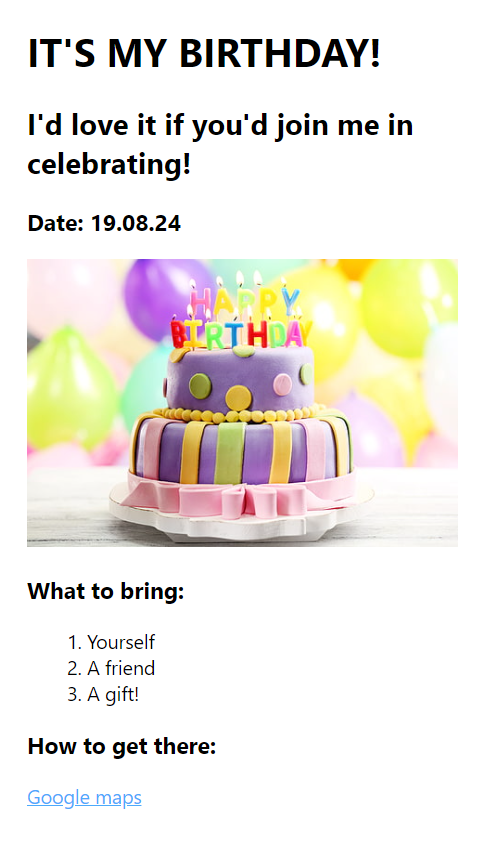 IT'S MY BIRTHDAY!
I'd love it if you'd join me in
celebrating!
Date: 19.08.24
HAPPY
BIRTHDAY
What to bring:
1. Yourself
2. A friend
3. A gift!
How to get there:
Google maps